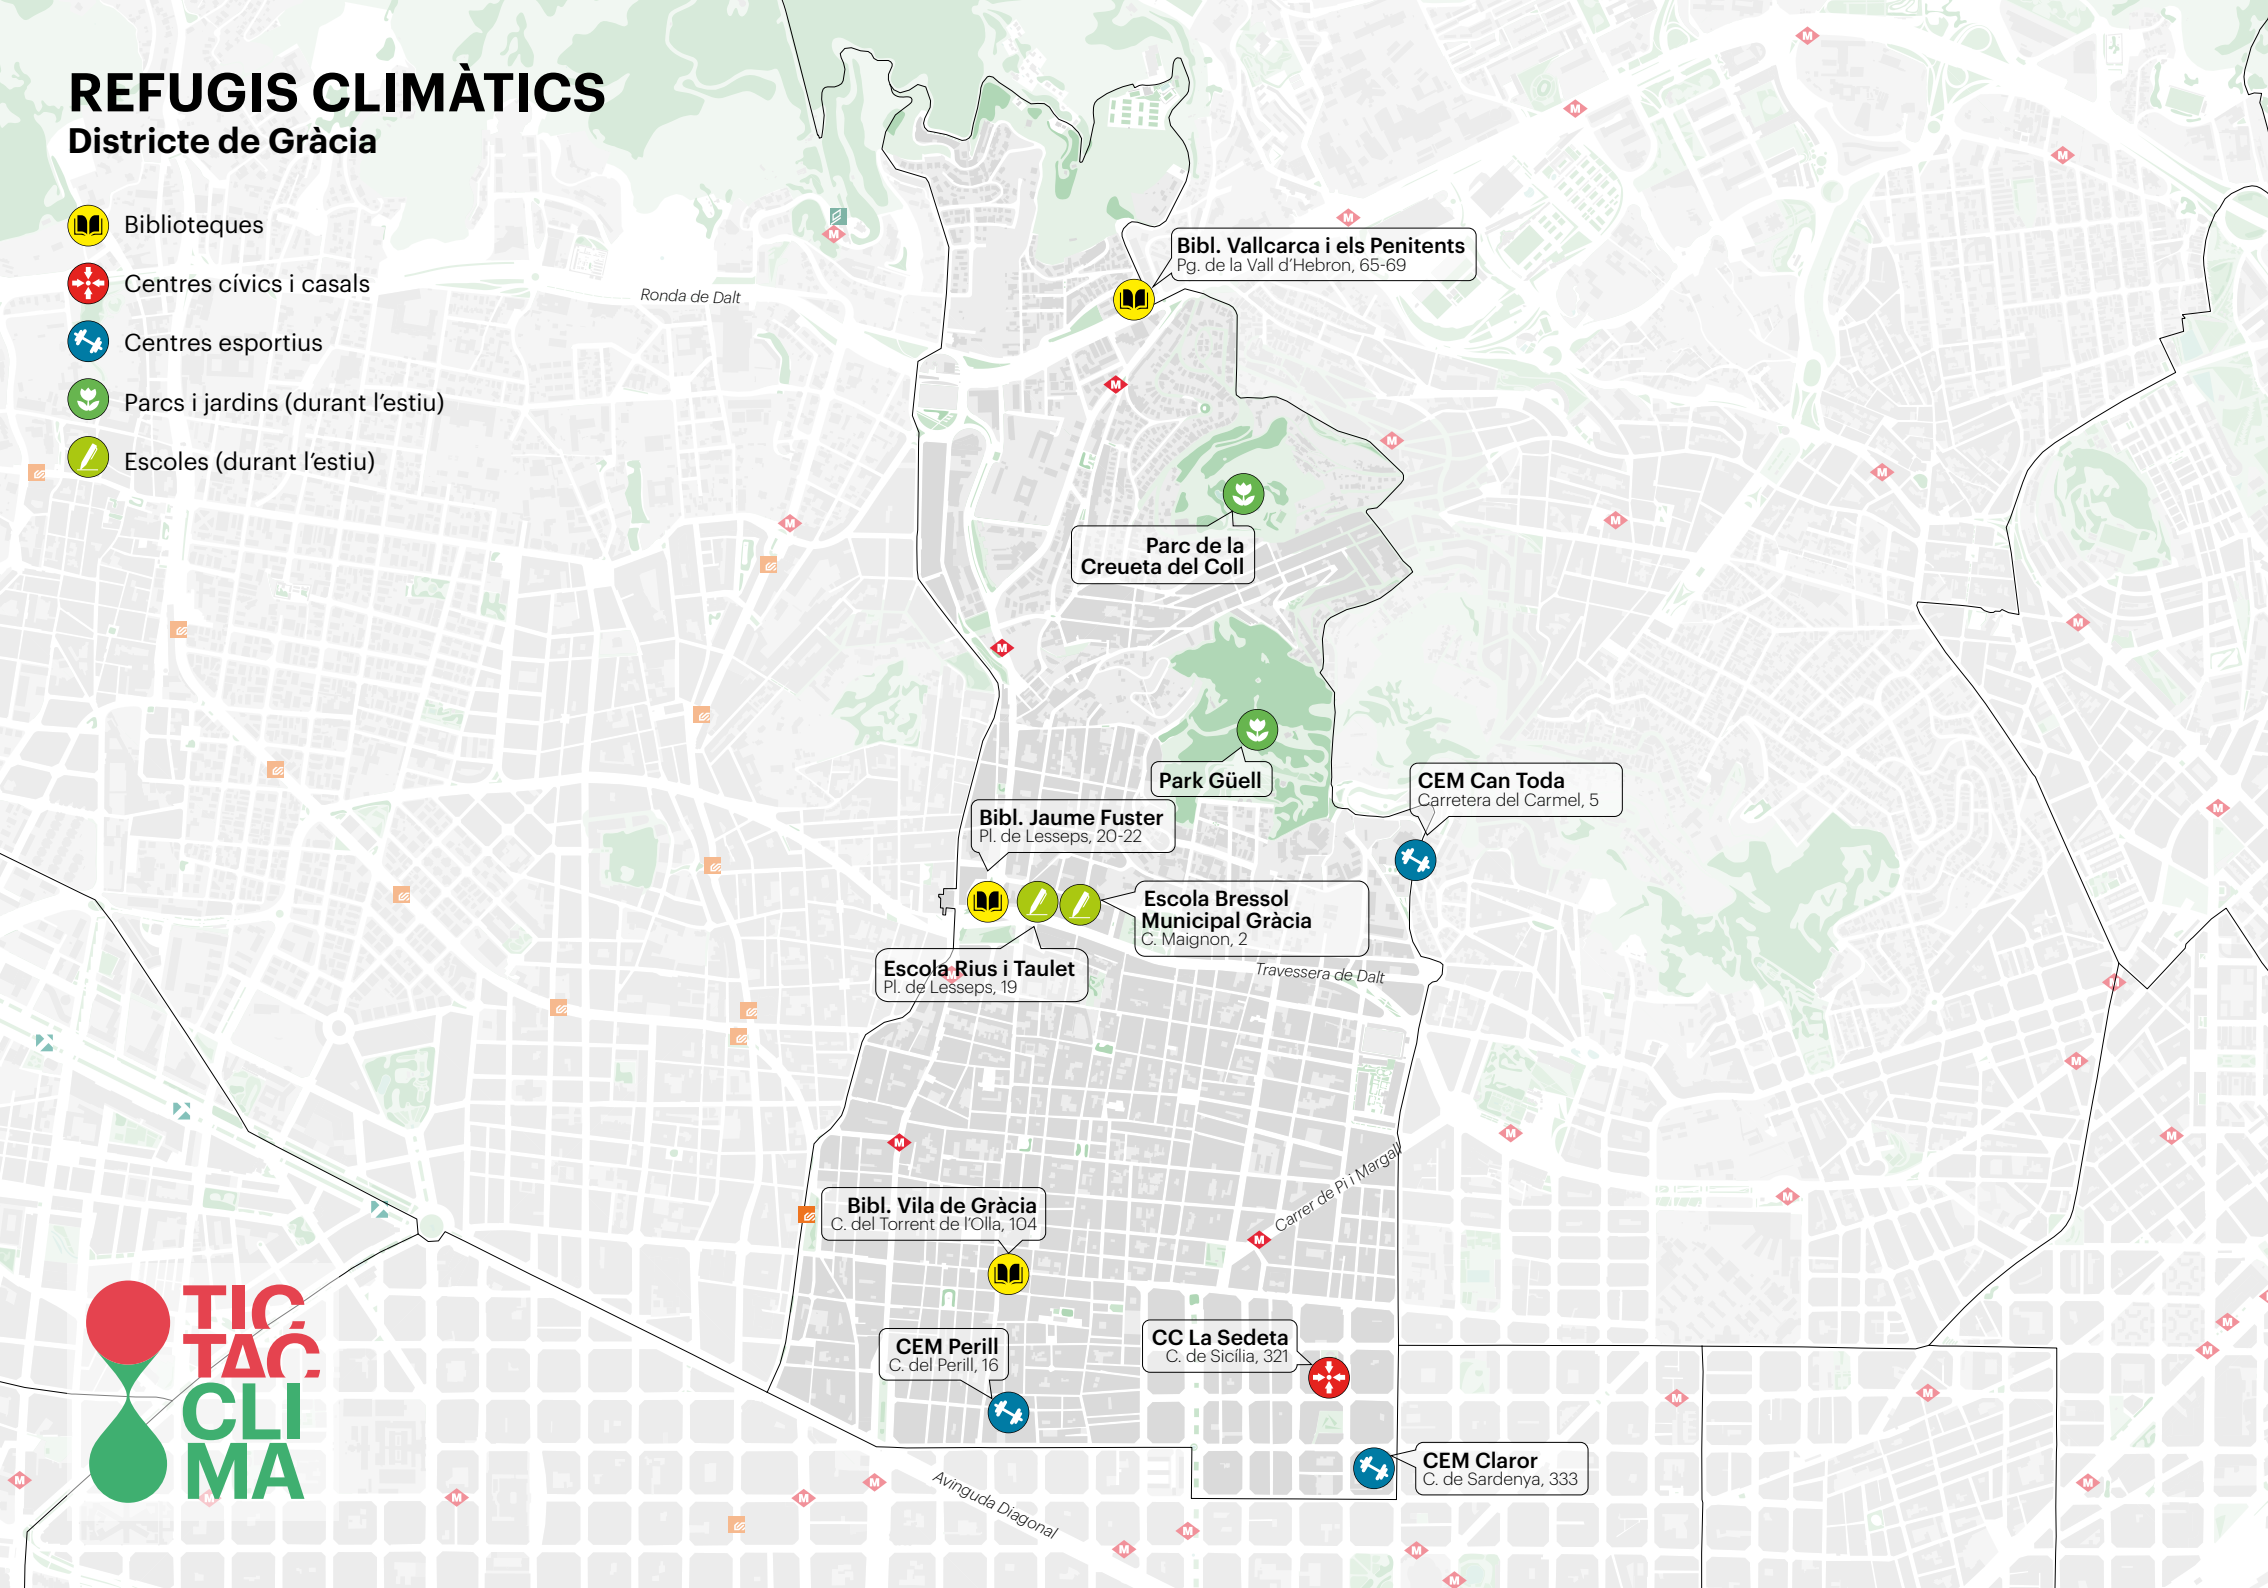 REFUGIS CLIMÀTICS
Districte de Gràcia
Biblioteques
Centres cívics i casals
Centres esportius
Parcs i jardins (durant l'estiu)
Escoles (durant l'estiu)
Ronda de Dalt
Bibl. Vallcarca i els Penitents
Pg. de la Vall d'Hebron, 65-69
Parc de la
Creueta del Coll
Park Güell
CEM Can Toda
Carretera del Carmel, 5
Bibl. Jaume Fuster
Pl. de Lesseps, 20-22
Escola Bressol
Municipal Gràcia
C. Maignon, 2
Escola Rius i Taulet
Pl. de Lesseps, 19
Travessera de Dalt
Carrer de Pi i Margall
Bibl. Vila de Gràcia
C. del Torrent de l'Olla, 104
CEM Perill
C. del Perill, 16
CC La Sedeta
C. de Sicília, 321
CEM Claror
C. de Sardenya, 333
Avinguda Diagonal
TIC
TAC
CLI
MA